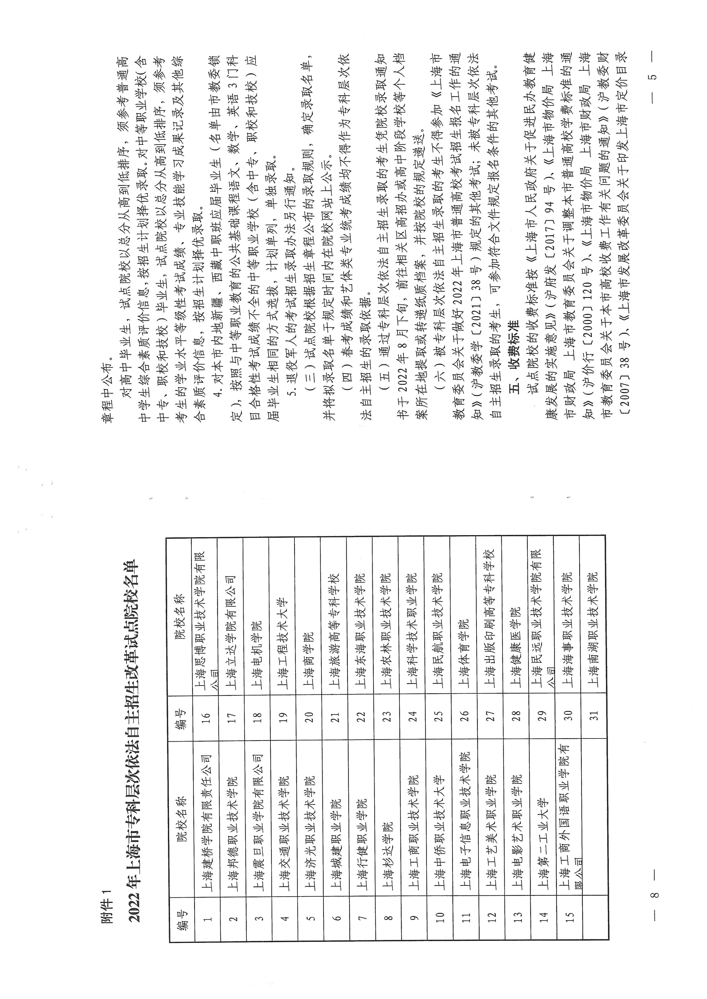 附件 1
2022 年上海市专科层次依法自主招生改革试点院校名单
编号 院校名称 编号 院校名称
1 上海建桥学院有限责任公司 16 上海思博职业技术学院有限
公司
2 上海邦德职业技术学院 17 上海立达学院有限公司
3 上海震旦职业学院有限公司 18 上海电机学院
4 上海交通职业技术学院 19 上海工程技术大学
5 上海济光职业技术学院 20 上海商学院
6 上海城建职业学院 21 上海旅游高等专科学校
7 上海行健职业学院 22 上海东海职业技术学院
8 上海杉达学院 23 上海农林职业技术学院
9 上海工商职业技术学院 24 上海科学技术职业学院
10 上海中侨职业技术大学 25 上海民航职业技术学院
11 上海电子信息职业技术学院 26 上海体育学院
12 上海工艺美术职业学院 27 上海出版印刷高等专科学校
13 上海电影艺术职业学院 28 上海健康医学院
14 上海第二工业大学 29 上海民远职业技术学院有限
公司
15 上海工商外国语职业学院有
限公司
30 上海海事职业技术学院
31 上海南湖职业技术学院
— 8 —
章程中公布。
对高中毕业生，试点院校以总分从高到低排序，须参考普通高
中学生综合素质评价信息，按招生计划择优录取。对中等职业学校（含
中专、职校和技校）毕业生，试点院校以总分从高到低排序，须参考
考生的学业水平等级性考试成绩、专业技能学习成果记录及其他综
合素质评价信息，按招生计划择优录取。
4. 对本市内地新疆、西藏中职班应届毕业生（名单由市教委锁
定），按照与中等职业教育的公共基础课程语文、数学、英语 3 门科
目合格性考试成绩不全的中等职业学校（含中专、职校和技校）应
届毕业生相同的方式选拔，计划单列，单独录取。
5. 退役军人的考试招生录取办法另行通知。
（三）试点院校根据招生章程公布的录取规则，确定录取名单，
并将拟录取名单于规定时间内在院校网站上公示。
（四）春考成绩和艺体类专业统考成绩均不得作为专科层次依
法自主招生的录取依据。
（五）通过专科层次依法自主招生录取的考生凭院校录取通知
书于 2022 年 8 月下旬，前往相关区高招办或高中阶段学校等个人档
案所在地提取或转递纸质档案，并按院校的规定递送。
（六）被专科层次依法自主招生录取的考生不得参加《上海市
教育委员会关于做好 2022 年上海市普通高校考试招生报名工作的通
知》（沪教委学〔2021〕38 号）规定的其他考试；未被专科层次依法
自主招生录取的考生，可参加符合文件规定报名条件的其他考试。
五、收费标准
试点院校的收费标准按《上海市人民政府关于促进民办教育健
康发展的实施意见》（沪府发〔2017〕94 号）、《上海市物价局 上海
市财政局 上海市教育委员会关于调整本市普通高校学费标准的通
知》（沪价行〔2000〕120 号）、《上海市物价局 上海市财政局 上海
市教育委员会关于本市高校收费工作有关问题的通知》（沪教委财
〔2007〕38 号）、《上海市发展改革委员会关于印发上海市定价目录
— 5 —